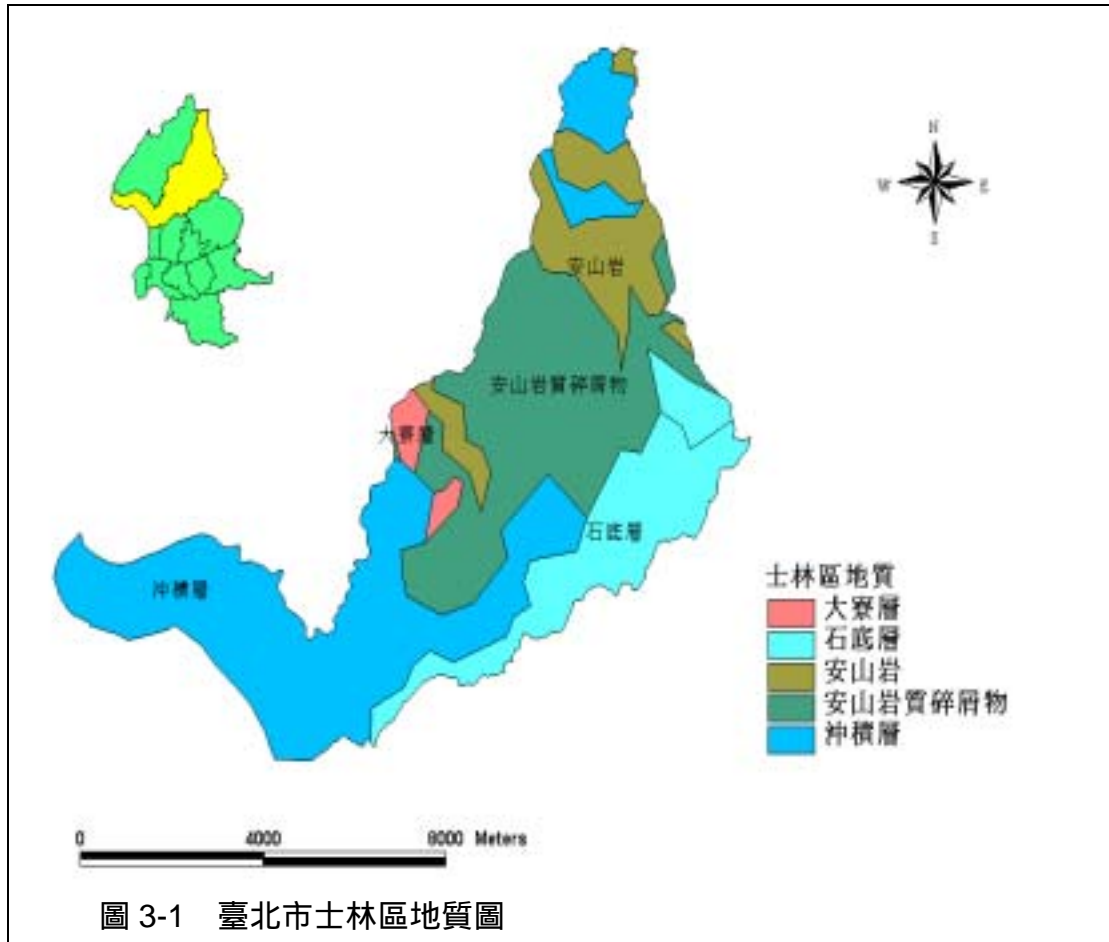 N
W E
S
安山岩
安山岩質碎屑物
大寮層
石底層
沖積層
士林區地質
大寮層
石底層
安山岩
安山岩質碎屑物
沖積層
0 4000 8000 Meters
圖 3-1 臺北市士林區地質圖